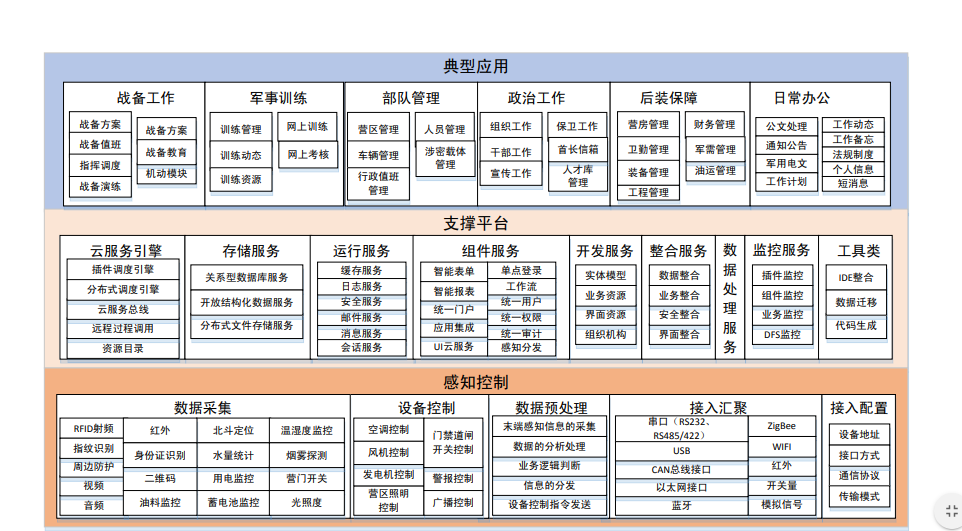 典型应用
战备工作
战备方案
战备值班
指挥调度
战备演练
战备方案
战备教育
机动模块
军事训练
训练管理
训练动态
训练资源
网上训练
网上考核
部队管理
营区管理
车辆管理
行政值班
管理
人员管理
涉密载体
管理
政治工作
组织工作
干部工作
宣传工作
保卫工作
首长信箱
人才库
管理
后装保障
营房管理
卫勤管理
装备管理
工程管理
财务管理
军需管理
油运管理
日常办公
公文处理
通知公告
军用电文
工作计划
工作动态
工作备忘
法规制度
个人信息
短消息
支撑平台
云服务引擎
插件调度引擎
分布式调度引擎
云服务总线
远程过程调用
资源目录
存储服务
关系型数据库服务
开放结构化数据服务
分布式文件存储服务
运行服务
缓存服务
日志服务
安全服务
邮件服务
消息服务
会话服务
组件服务
智能表单
智能报表
统一门户
应用集成
UI云服务
单点登录
工作流
统一用户
统一权限
统一审计
感知分发
开发服务
实体模型
业务资源
界面资源
组织机构
整合服务
数据整合
业务整合
安全整合
界面整合
数
据
处
理
服
务
监控服务
插件监控
组件监控
业务监控
DFS监控
工具类
IDE整合
数据迁移
代码生成
感知控制
数据采集
RFID射频
指纹识别
周边防护
视频
音频
红外
身份证识别
二维码
油料监控
北斗定位
水量统计
用电监控
蓄电池监控
温湿度监控
烟雾探测
营门开关
光照度
设备控制
空调控制
风机控制
发电机控制
营区照明
控制
门禁道闸
开关控制
警报控制
广播控制
数据预处理
末端感知信息的采集
数据的分析处理
业务逻辑判断
信息的分发
设备控制指令发送
接入汇聚
串口（RS232、
RS485/422）
USB
CAN总线接口
以太网接口
蓝牙
ZigBee
WIFI
红外
开关量
模拟信号
接入配置
设备地址
接口方式
通信协议
传输模式